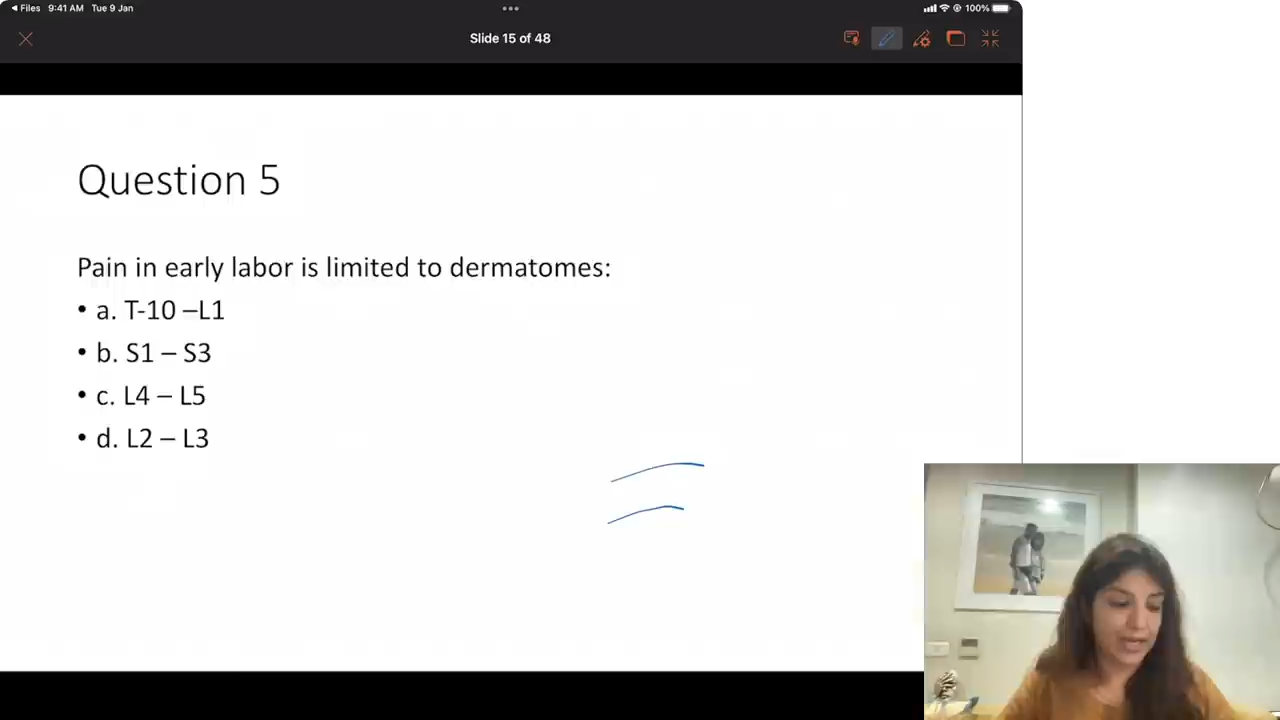 Files 9:41 AM Tue 9 Jan 100%
Slide 15 of 48
Question 5
Pain in early labor is limited to dermatomes:
• a. T-10 –L1
• b. S1 – S3
• c. L4 – L5
• d. L2 – L3